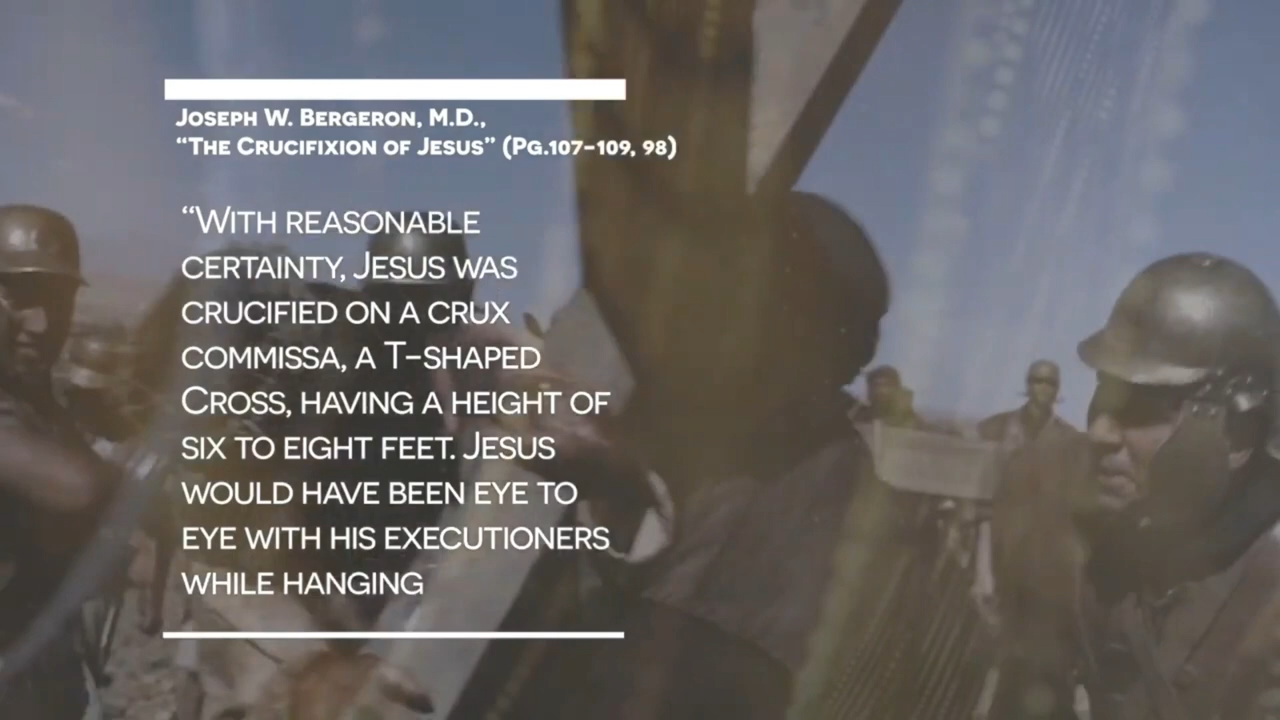 Joseph W. Bergeron, M.D.,
“The Crucifixion of Jesus” (Pg.107-109, 98)
“With reasonable
certainty, Jesus was
crucified on a crux
commissa, a T-shaped
Cross, having a height of
six to eight feet. Jesus
would have been eye to
eye with his executioners
while hanging